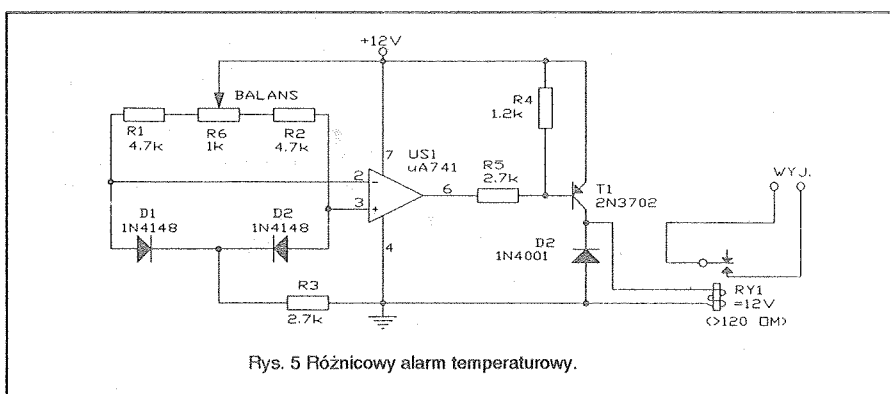 +12V
BALANS
R1
4.7k
R6
1k
R2
4.7k
R4
1.2k
7
US1
uA741
2
-
3
+
6
4
R5
2.7k
T1
2N3702
WYJ.
D1
1N4148
D2
1N4148
D2
1N4001
R3
2.7k
RY1
=12V
(>120 OM)
Rys. 5 Różnicowy alarm temperaturowy.